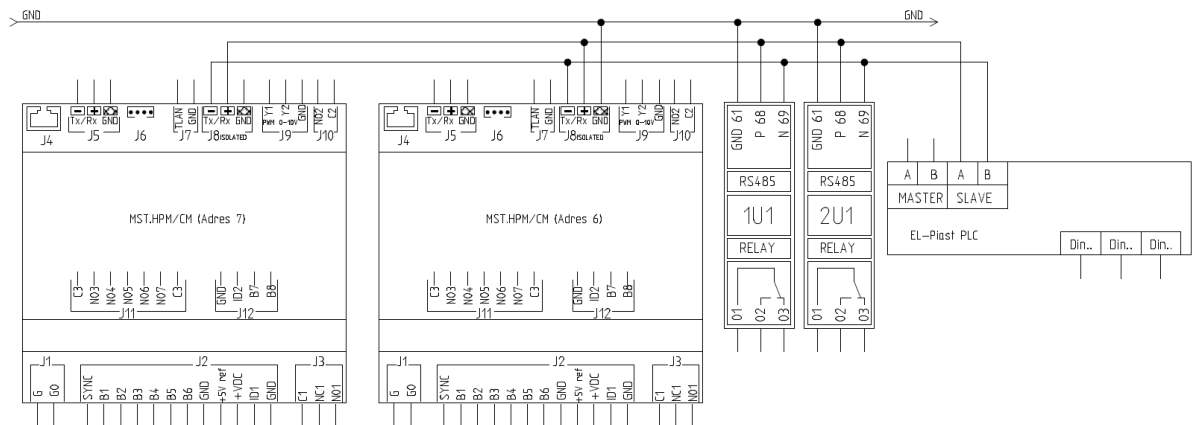 GND GND
− + GND
Tx/Rx
J4 J5 J6
TLAN GND
J7
− + GND
Tx/Rx
J8 ISOLATED
Y1 Y2 GND
PWM 0-10V
J9
NO2 C2
J10
MST.HPM/CM (Adres 7)
C3 NO3 NO4 NO5 NO6 NO7 C3
J11
GND ID2 B7 B8
J12
J1 J2 J3
G G0
SYNC B1 B2 B3 B4 B5 B6 GND +5V ref +VDC ID1 GND
C1 NC1 NO1
− + GND
Tx/Rx
J4 J5 J6
TLAN GND
J7
− + GND
Tx/Rx
J8 ISOLATED
Y1 Y2 GND
PWM 0-10V
J9
NO2 C2
J10
MST.HPM/CM (Adres 6)
C3 NO3 NO4 NO5 NO6 NO7 C3
J11
GND ID2 B7 B8
J12
J1 J2 J3
G G0
SYNC B1 B2 B3 B4 B5 B6 GND +5V ref +VDC ID1 GND
C1 NC1 NO1
GND 61 P 68 N 69
RS485
1U1
RELAY
01 02 03
GND 61 P 68 N 69
RS485
2U1
RELAY
01 02 03
A B A B
MASTER SLAVE
EL-Piast PLC
Din.. Din.. Din..